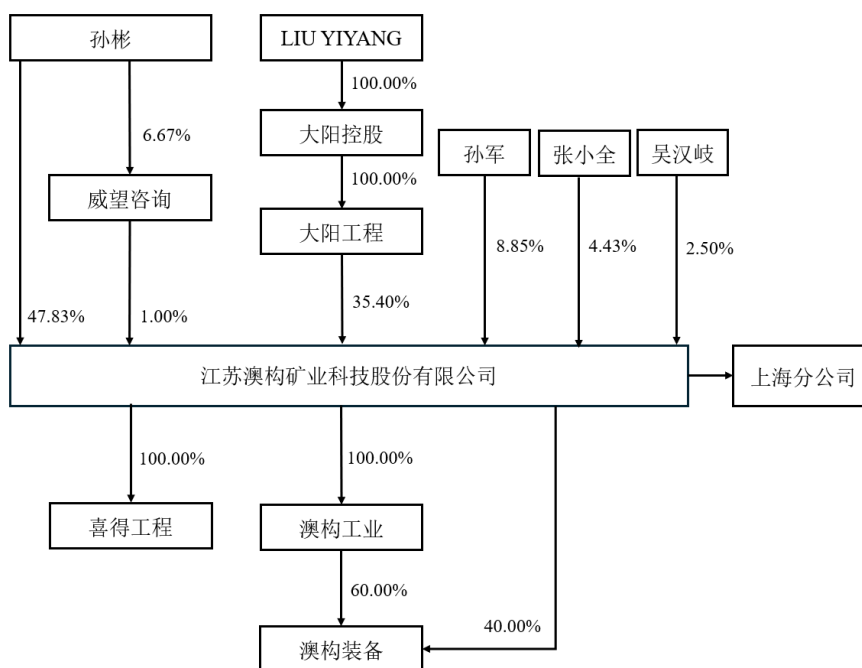 孙彬
LIU YIYANG
100.00%
大阳控股
6.67%
孙军
张小全
吴汉岐
100.00%
威望咨询
大阳工程
8.85%
4.43%
2.50%
47.83%
1.00%
35.40%
江苏澳构矿业科技股份有限公司
上海分公司
100.00%
100.00%
喜得工程
澳构工业
60.00%
40.00%
澳构装备